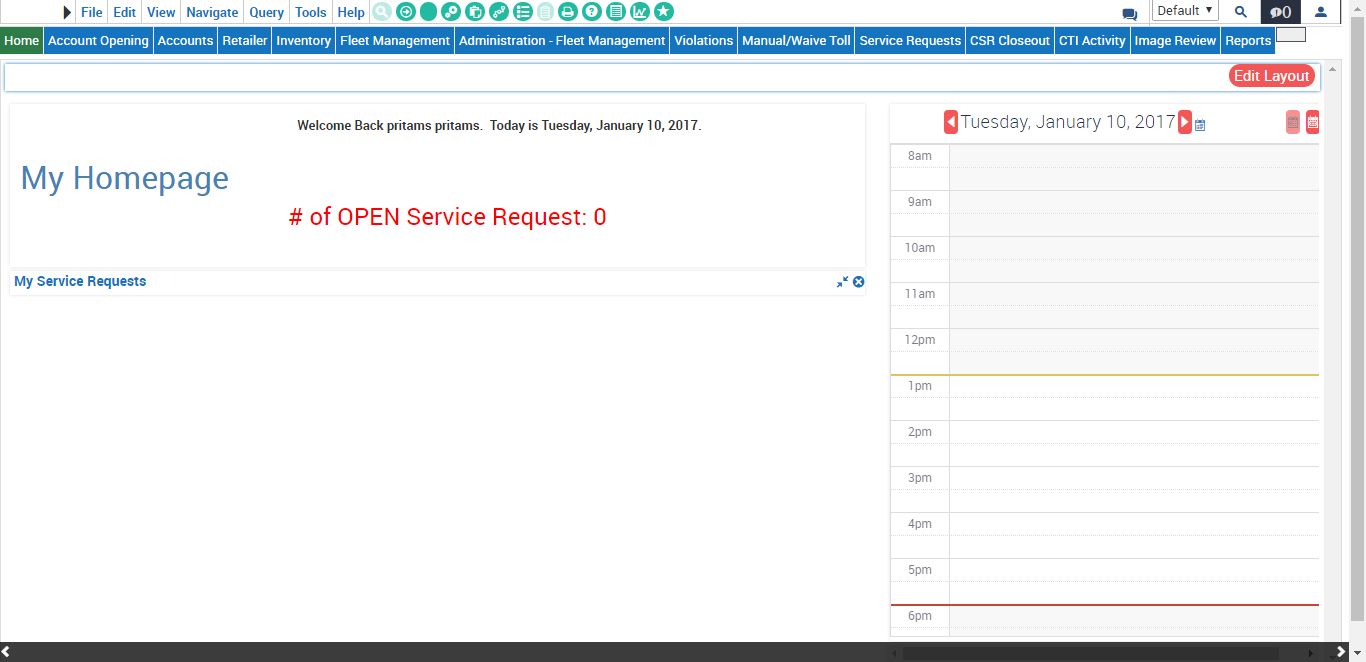 File Edit View Navigate Query Tools Help Default 0
Home Account Opening Accounts Retailer Inventory Fleet Management Administration - Fleet Management Violations Manual/Waive Toll Service Requests CSR Closeout CTI Activity Image Review Reports
Edit Layout
Welcome Back pritams pritams. Today is Tuesday, January 10, 2017.
My Homepage
# of OPEN Service Request: 0
My Service Requests
Tuesday, January 10, 2017
8am
9am
10am
11am
12pm
1pm
2pm
3pm
4pm
5pm
6pm